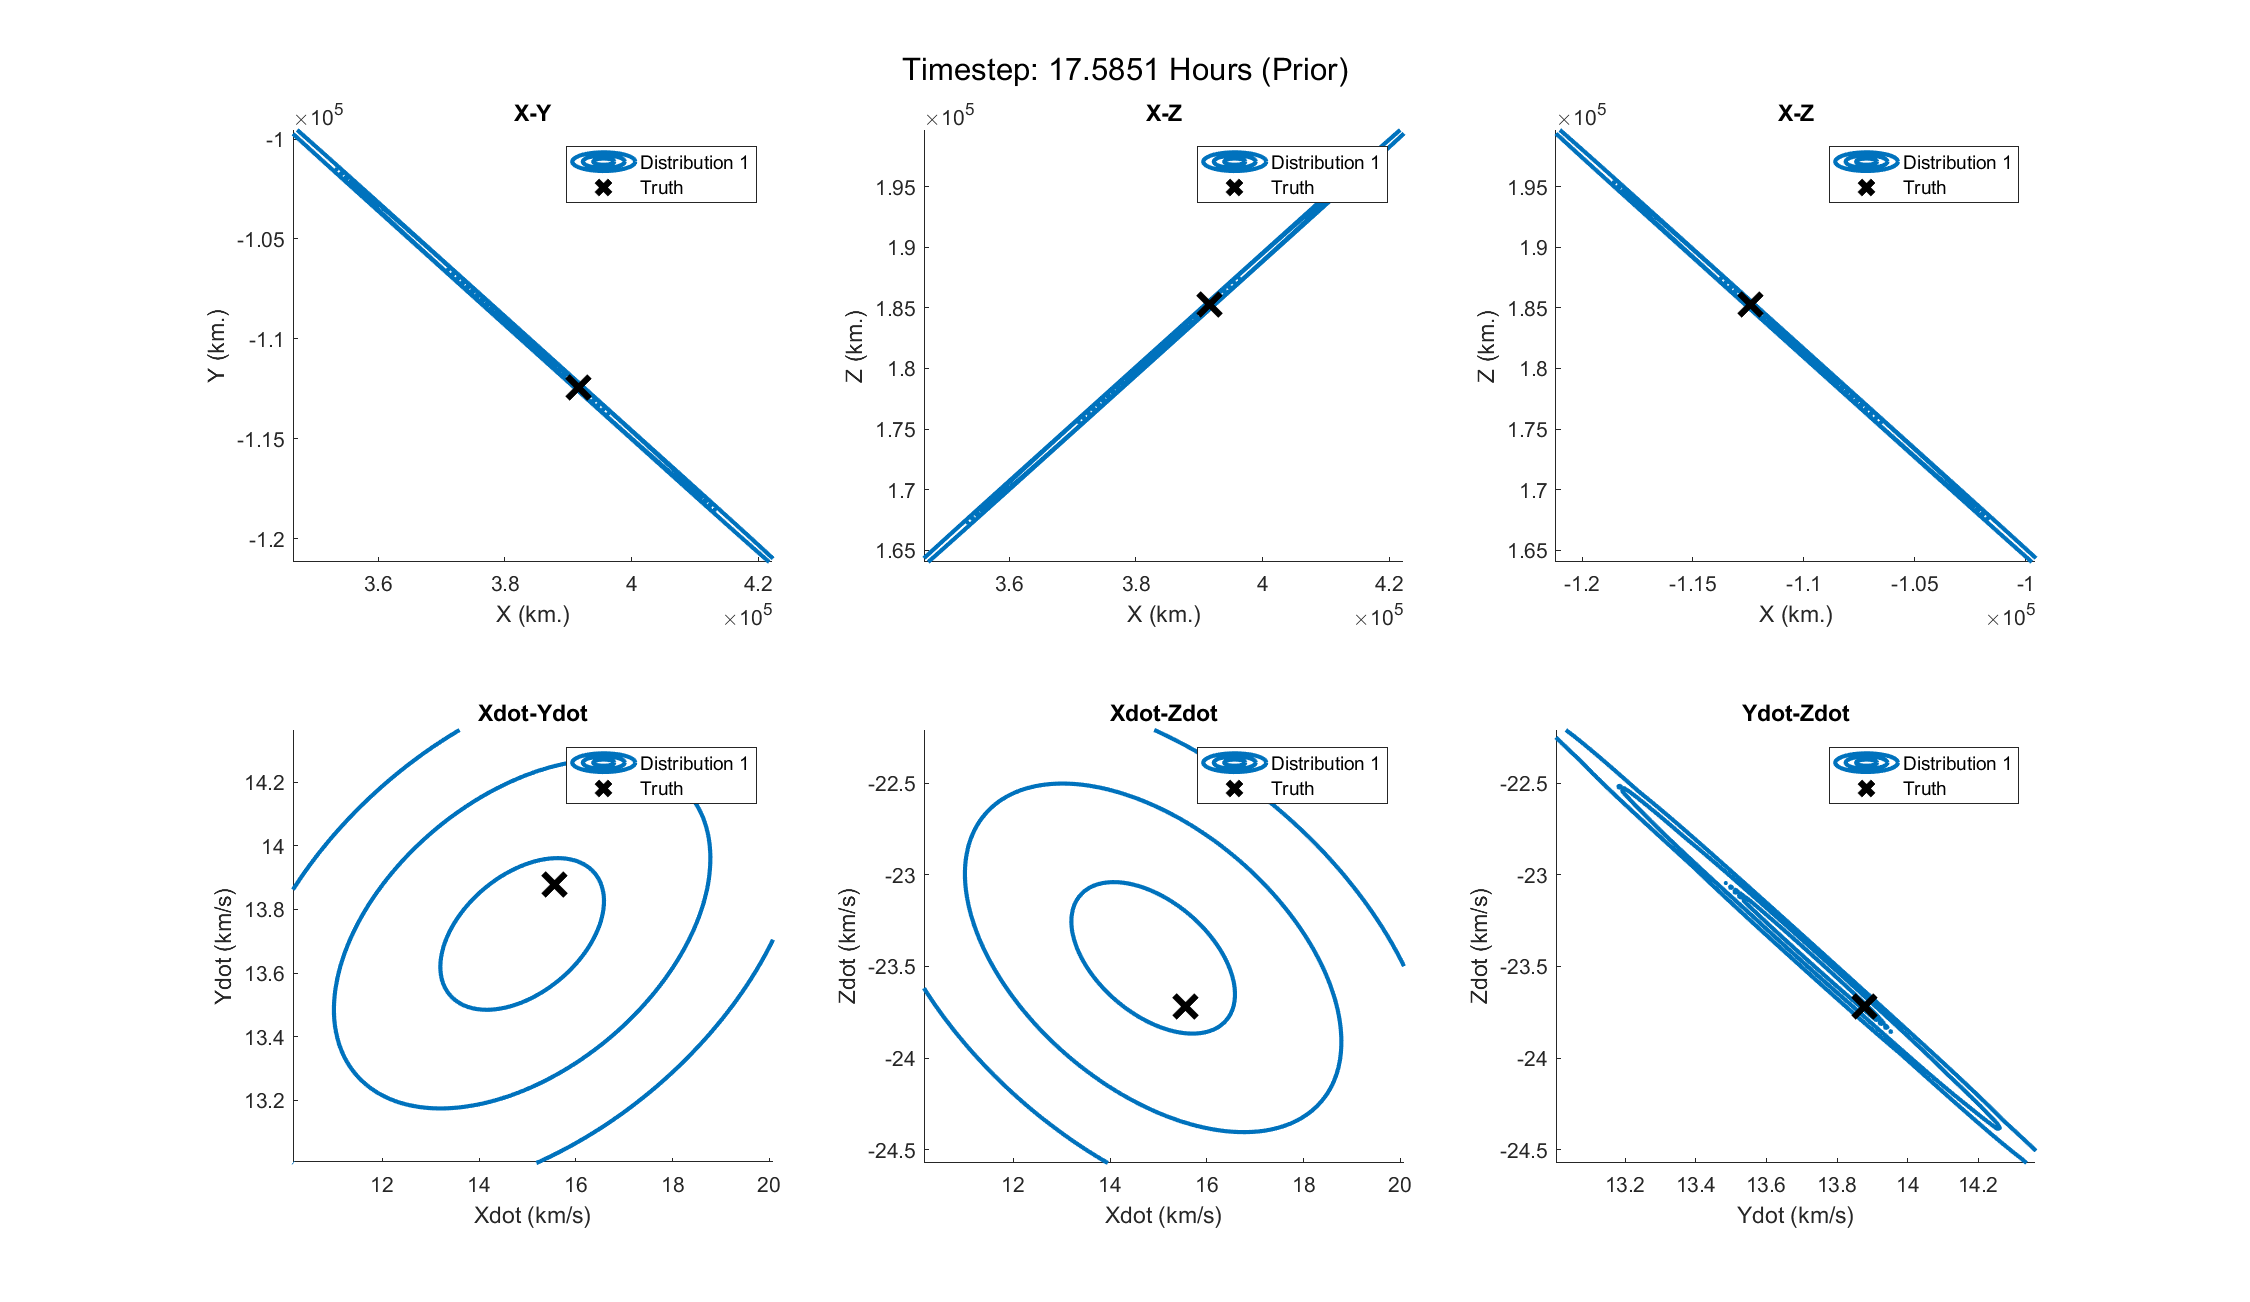 Timestep: 17.5851 Hours (Prior)
X-Y
×10^5
Distribution 1
Truth
-1
-1.05
-1.1
-1.15
-1.2
Y (km.)
3.6 3.8 4 4.2
X (km.)
×10^5
X-Z
×10^5
Distribution 1
Truth
1.95
1.9
1.85
1.8
1.75
1.7
1.65
Z (km.)
3.6 3.8 4 4.2
X (km.)
×10^5
X-Z
×10^5
Distribution 1
Truth
1.95
1.9
1.85
1.8
1.75
1.7
1.65
Z (km.)
-1.2 -1.15 -1.1 -1.05 -1
X (km.)
×10^5
Xdot-Ydot
Distribution 1
Truth
14.2
14
13.8
13.6
13.4
13.2
Ydot (km/s)
12 14 16 18 20
Xdot (km/s)
Xdot-Zdot
Distribution 1
Truth
-22.5
-23
-23.5
-24
-24.5
Zdot (km/s)
12 14 16 18 20
Xdot (km/s)
Ydot-Zdot
Distribution 1
Truth
-22.5
-23
-23.5
-24
-24.5
Zdot (km/s)
13.2 13.4 13.6 13.8 14 14.2
Ydot (km/s)